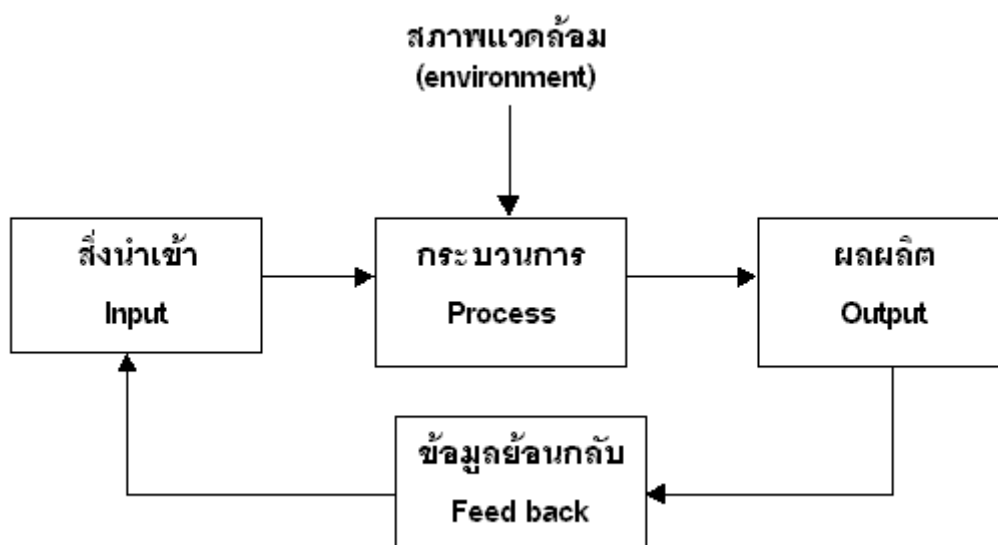 สภาพแวดล้อม
(environment)
สิ่งนำเข้า
Input
กระบวนการ
Process
ผลผลิต
Output
ข้อมูลย้อนกลับ
Feed back